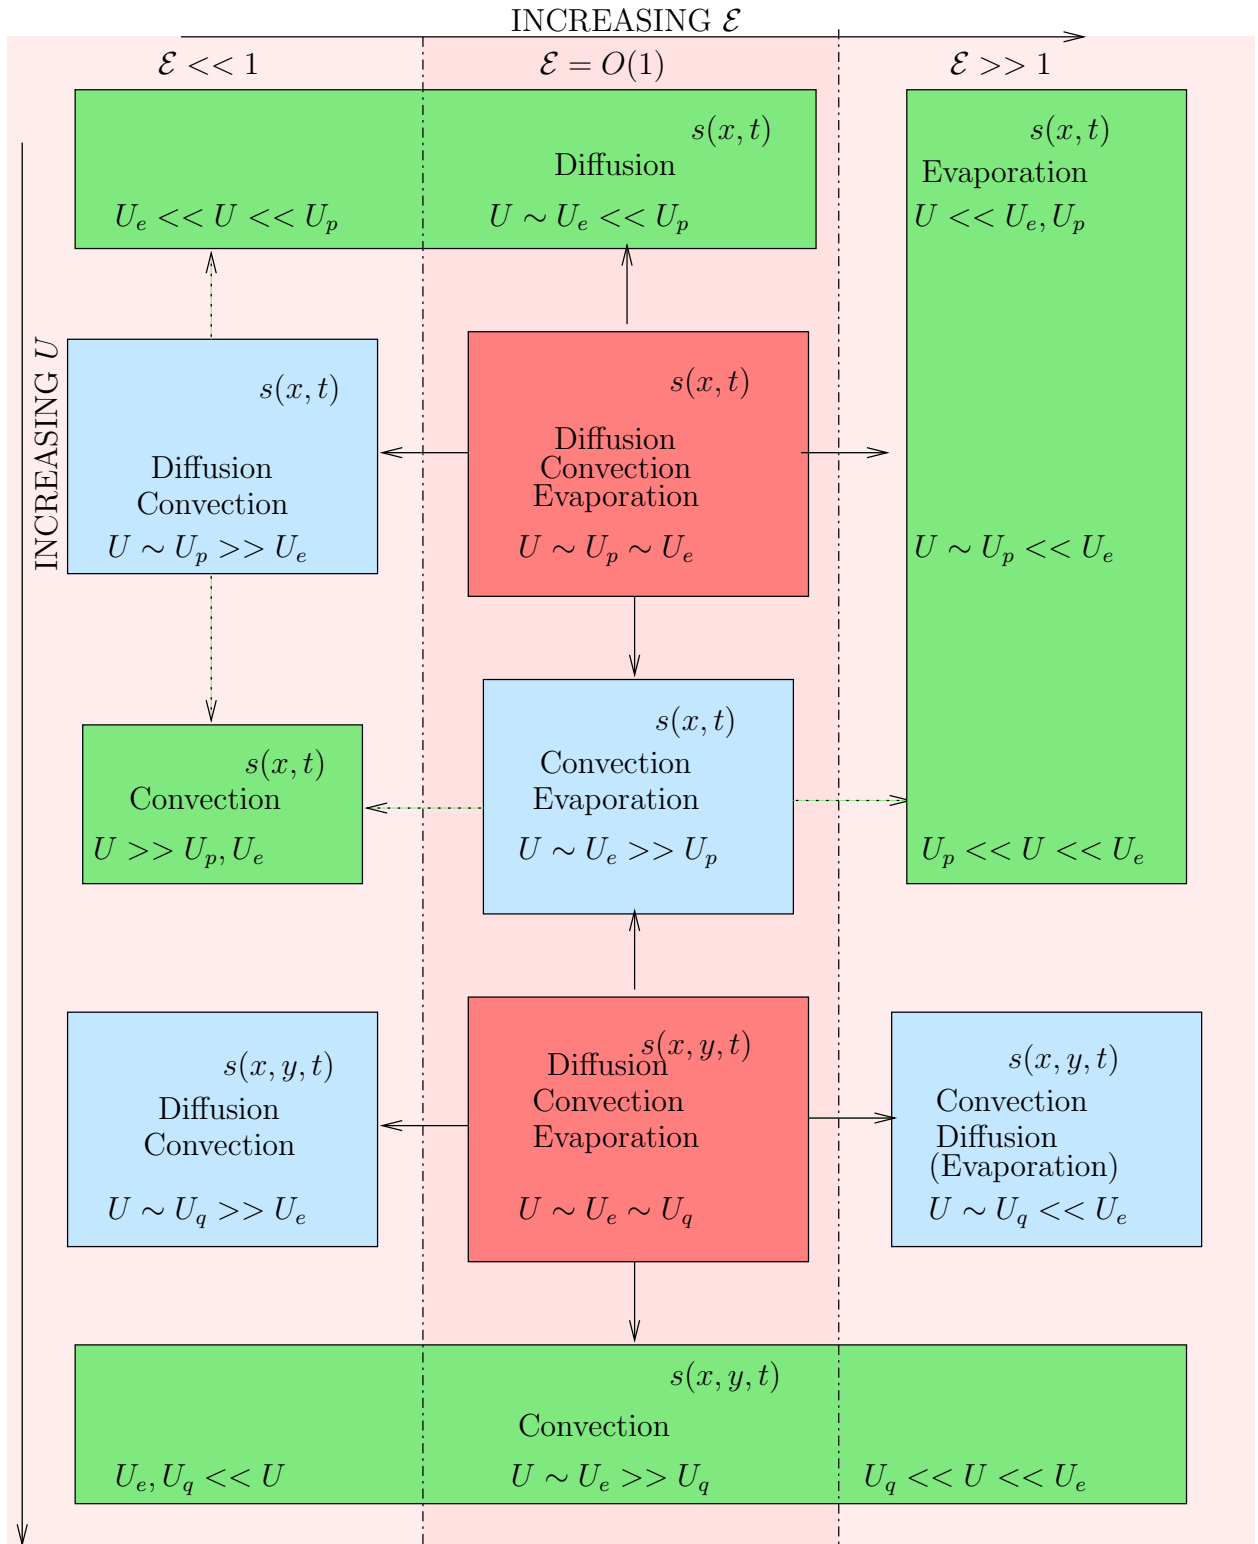 INCREASING ℰ
ℰ << 1
ℰ = O(1)
ℰ >> 1
INCREASING U
s(x, t)
Diffusion
U_e << U << U_p
U ∼ U_e << U_p
s(x, t)
Evaporation
U << U_e, U_p
U ∼ U_p << U_e
U_p << U << U_e
s(x, t)
Diffusion
Convection
U ∼ U_p >> U_e
s(x, t)
Diffusion
Convection
Evaporation
U ∼ U_p ∼ U_e
s(x, t)
Convection
U >> U_p, U_e
s(x, t)
Convection
Evaporation
U ∼ U_e >> U_p
s(x, y, t)
Diffusion
Convection
U ∼ U_q >> U_e
s(x, y, t)
Diffusion
Convection
Evaporation
U ∼ U_e ∼ U_q
s(x, y, t)
Convection
Diffusion
(Evaporation)
U ∼ U_q << U_e
s(x, y, t)
Convection
U_e, U_q << U
U ∼ U_e >> U_q
U_q << U << U_e